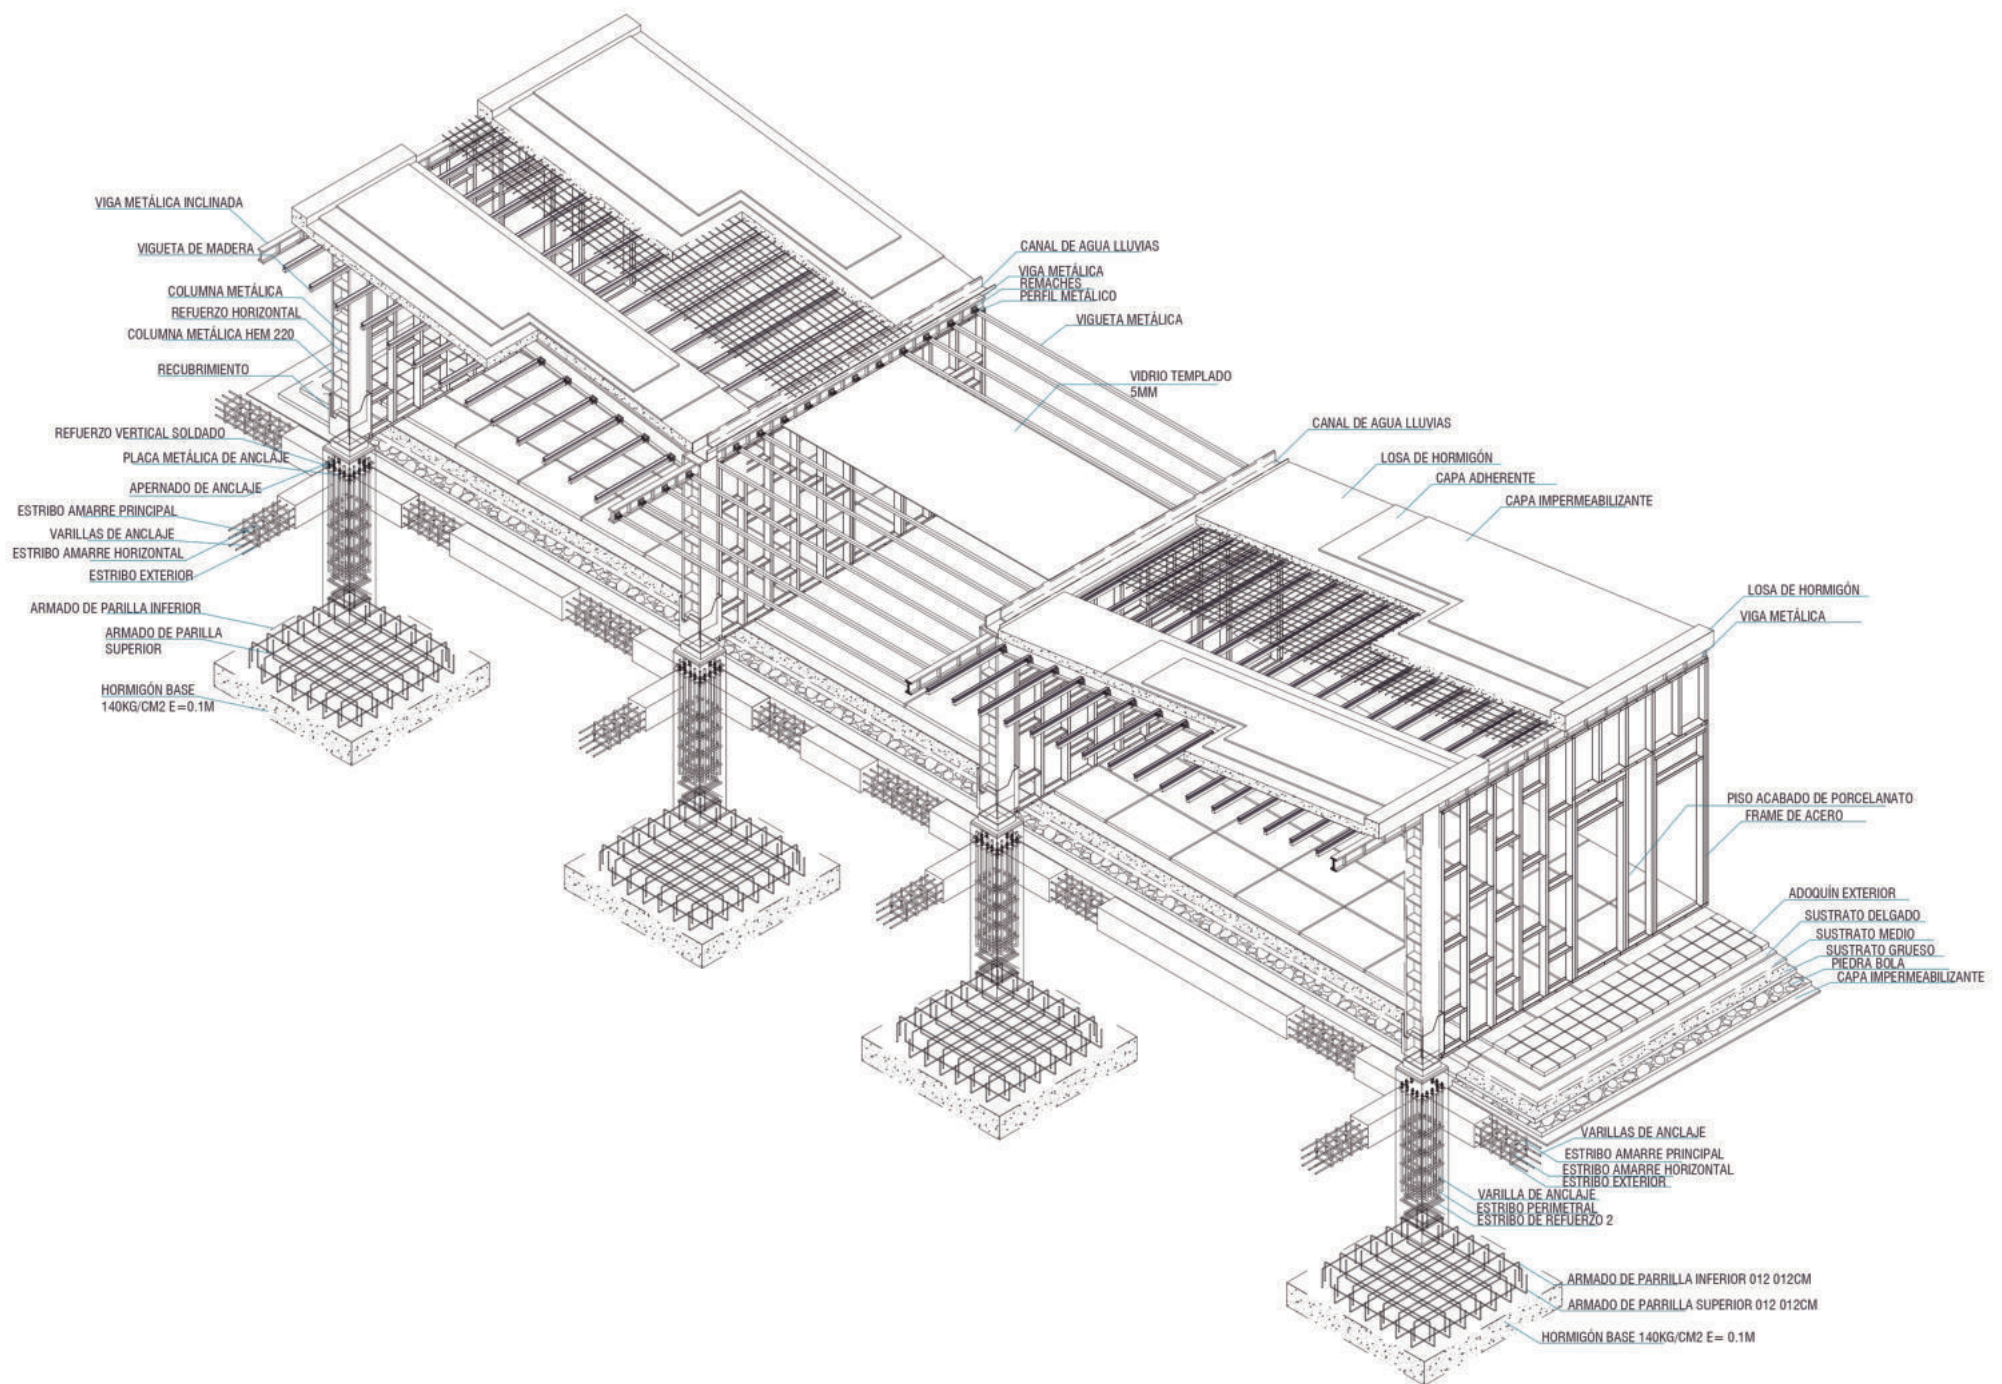 VIGA METÁLICA INCLINADA
VIGUETA DE MADERA
COLUMNA METÁLICA
REFUERZO HORIZONTAL
COLUMNA METÁLICA HEM 220
RECUBRIMIENTO
REFUERZO VERTICAL SOLDADO
PLACA METÁLICA DE ANCLAJE
APERNADO DE ANCLAJE
ESTRIBO AMARRE PRINCIPAL
VARILLAS DE ANCLAJE
ESTRIBO AMARRE HORIZONTAL
ESTRIBO EXTERIOR
ARMADO DE PARILLA INFERIOR
ARMADO DE PARILLA
SUPERIOR
HORMIGÓN BASE
140KG/CM2 E=0.1M
CANAL DE AGUA LLUVIAS
VIGA METÁLICA
REMACHES
PERFIL METÁLICO
VIGUETA METÁLICA
VIDRIO TEMPLADO
5MM
CANAL DE AGUA LLUVIAS
LOSA DE HORMIGÓN
CAPA ADHERENTE
CAPA IMPERMEABILIZANTE
LOSA DE HORMIGÓN
VIGA METÁLICA
PISO ACABADO DE PORCELANATO
FRAME DE ACERO
ADOQUÍN EXTERIOR
SUSTRATO DELGADO
SUSTRATO MEDIO
SUSTRATO GRUESO
PIEDRA BOLA
CAPA IMPERMEABILIZANTE
VARILLAS DE ANCLAJE
ESTRIBO AMARRE PRINCIPAL
ESTRIBO AMARRE HORIZONTAL
ESTRIBO EXTERIOR
VARILLA DE ANCLAJE
ESTRIBO PERIMETRAL
ESTRIBO DE REFUERZO 2
ARMADO DE PARRILLA INFERIOR 012 012CM
ARMADO DE PARRILLA SUPERIOR 012 012CM
HORMIGÓN BASE 140KG/CM2 E= 0.1M